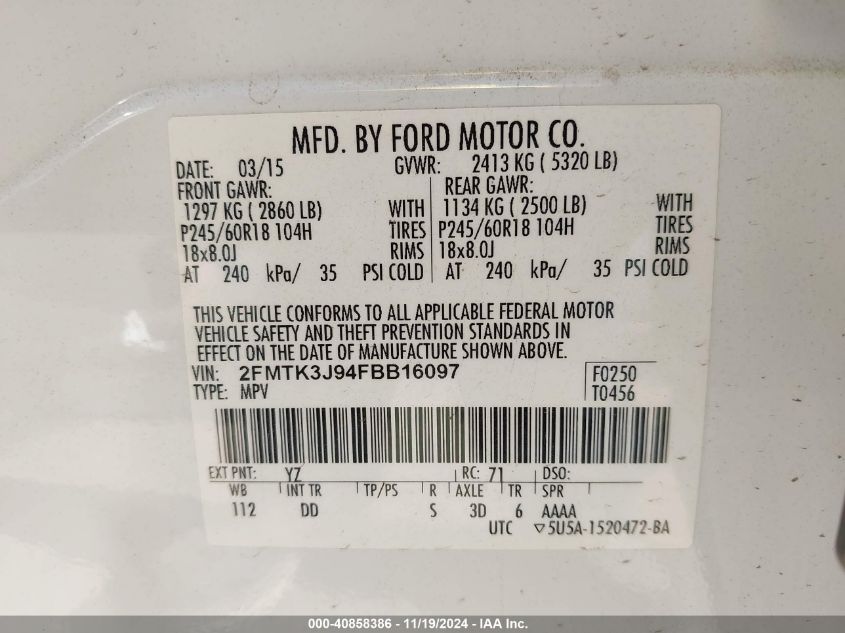 MFD. BY FORD MOTOR CO.
DATE: 03/15 GVWR: 2413 KG ( 5320 LB)
FRONT GAWR: REAR GAWR:
1297 KG ( 2860 LB) WITH 1134 KG ( 2500 LB) WITH
P245/60R18 104H TIRES P245/60R18 104H TIRES
18x8.0J RIMS 18x8.0J RIMS
AT 240 kPa/ 35 PSI COLD AT 240 kPa/ 35 PSI COLD
THIS VEHICLE CONFORMS TO ALL APPLICABLE FEDERAL MOTOR
VEHICLE SAFETY AND THEFT PREVENTION STANDARDS IN
EFFECT ON THE DATE OF MANUFACTURE SHOWN ABOVE.
VIN: 2FMTK3J94FBB16097 F0250
TYPE: MPV T0456
EXT PNT: YZ RC: 71 DSO:
WB INT TR TP/PS R AXLE TR SPR
112 DD S 3D 6 AAAA
UTC ▽5U5A-1520472-BA
000-40858386 - 11/19/2024 - IAA Inc.